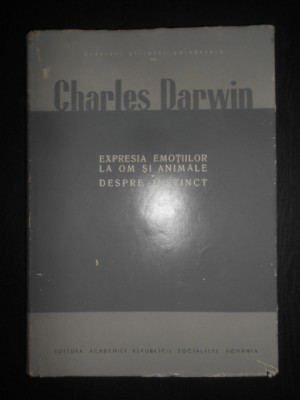 Charles Darwin
EXPRESIA EMOȚIILOR
LA OM ȘI ANIMALE
DESPRE INSTINCT
EDITURA ACADEMIEI REPUBLICII SOCIALISTE ROMÂNIA